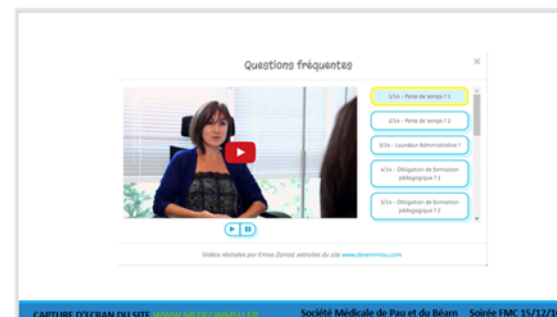 Questions fréquentes
1/14 - Perte de temps ? 1
2/14 - Perte de temps ? 2
3/14 - Lourdeur Administrative ?
4/14 - Obligation de formation
pédagogique ? 1
5/14 - Obligation de formation
pédagogique ? 2
Vidéos réalisées par Emna Zarrad, extraites du site www.devenirmsu.com.
CAPTURE D'ECRAN DU SITE
Société Médicale de Pau et du Béarn Soirée FMC 15/12/1